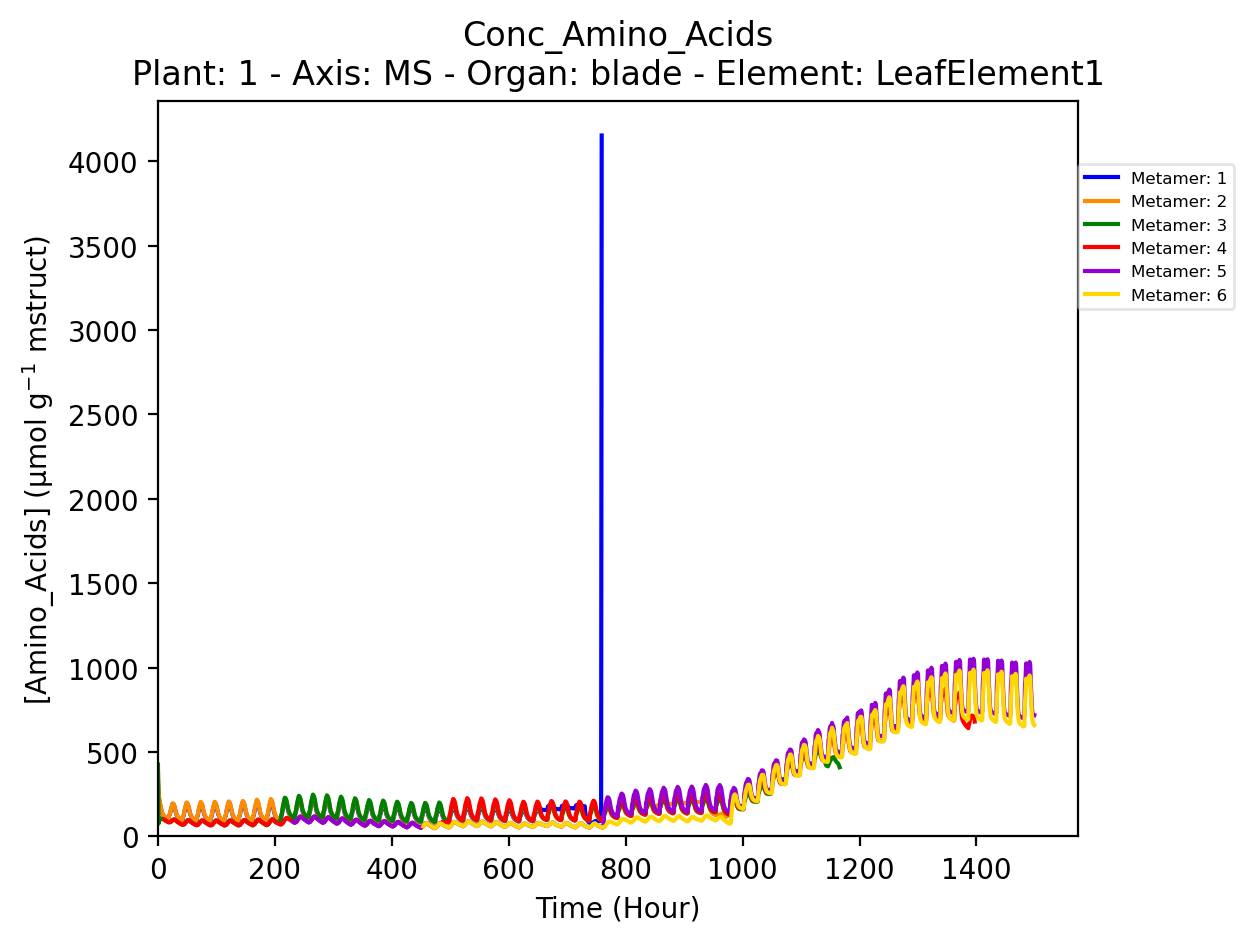 Conc_Amino_Acids
Plant: 1 - Axis: MS - Organ: blade - Element: LeafElement1
[Amino_Acids] (µmol g⁻¹ mstruct)
4000
3500
3000
2500
2000
1500
1000
500
0
0 200 400 600 800 1000 1200 1400
Time (Hour)
Metamer: 1
Metamer: 2
Metamer: 3
Metamer: 4
Metamer: 5
Metamer: 6